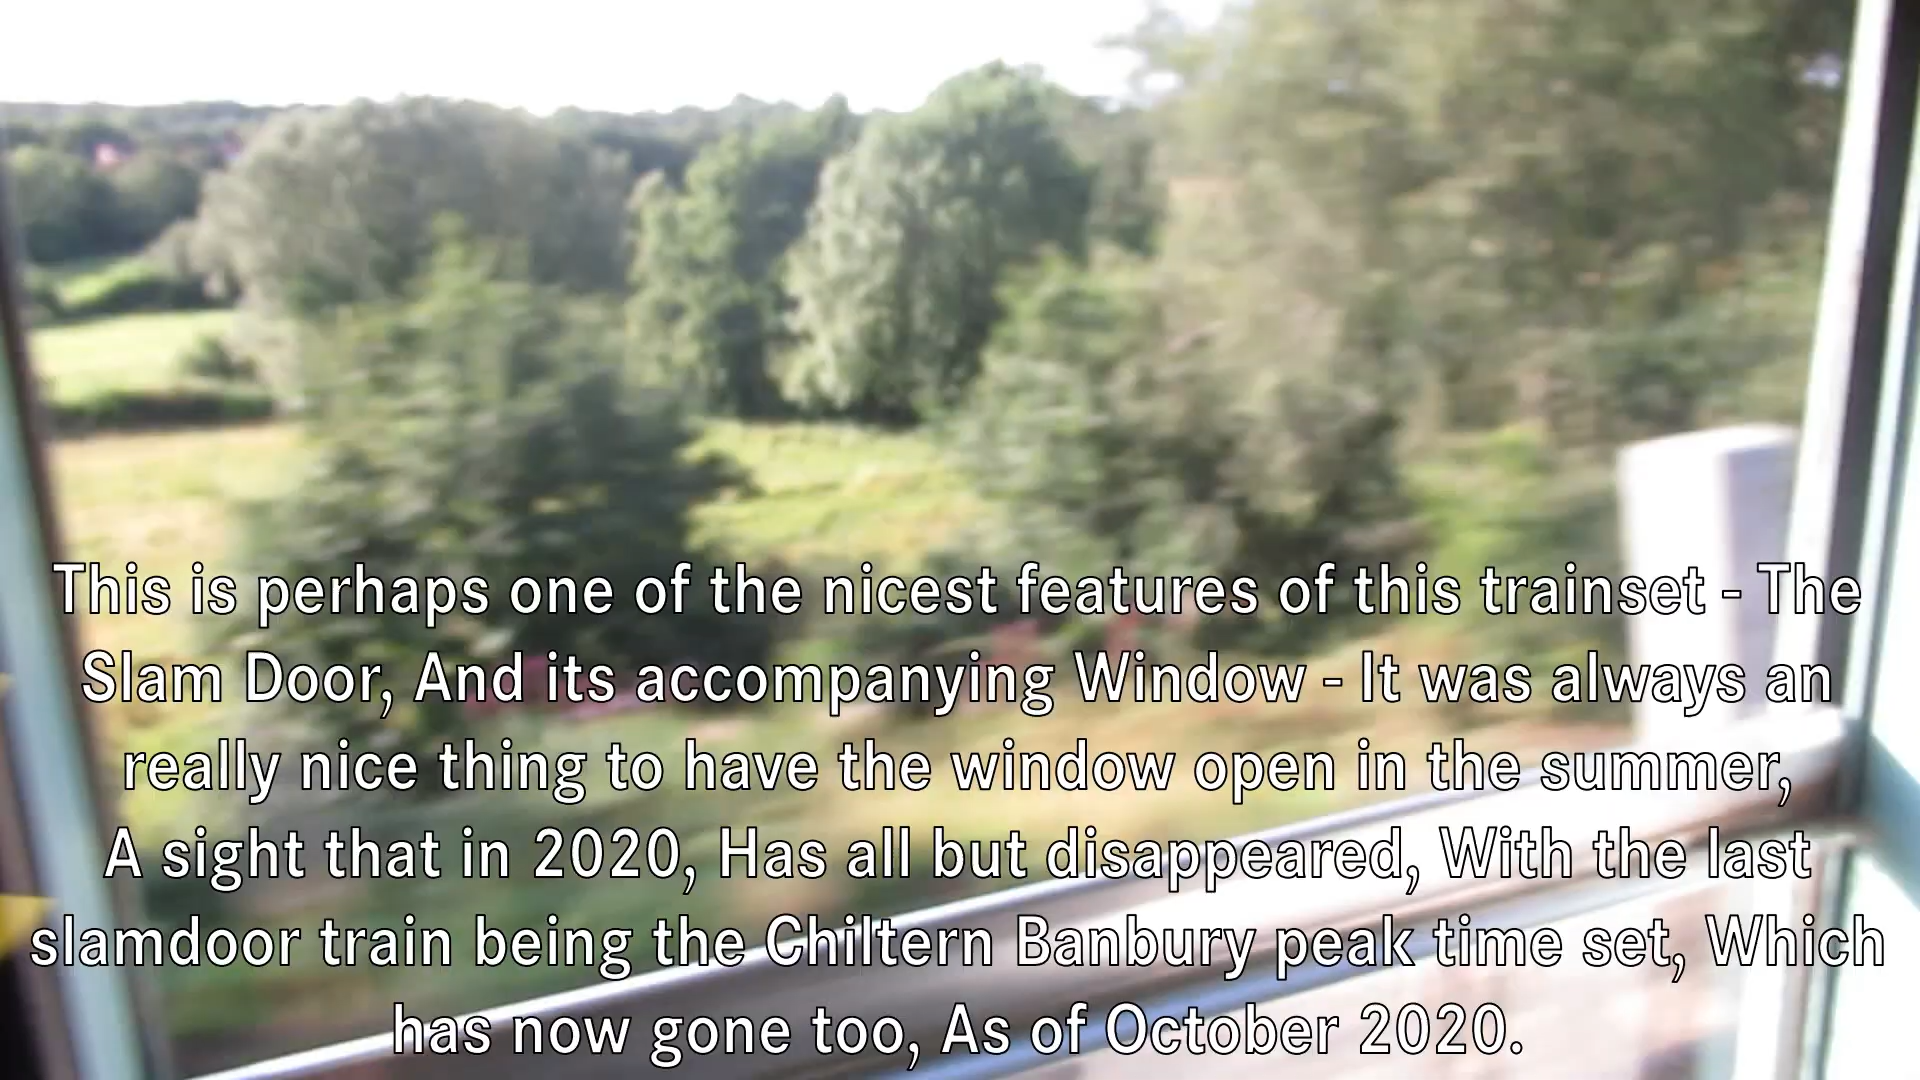 This is perhaps one of the nicest features of this trainset - The
Slam Door, And its accompanying Window - It was always an
really nice thing to have the window open in the summer,
A sight that in 2020, Has all but disappeared, With the last
slamdoor train being the Chiltern Banbury peak time set, Which
has now gone too, As of October 2020.